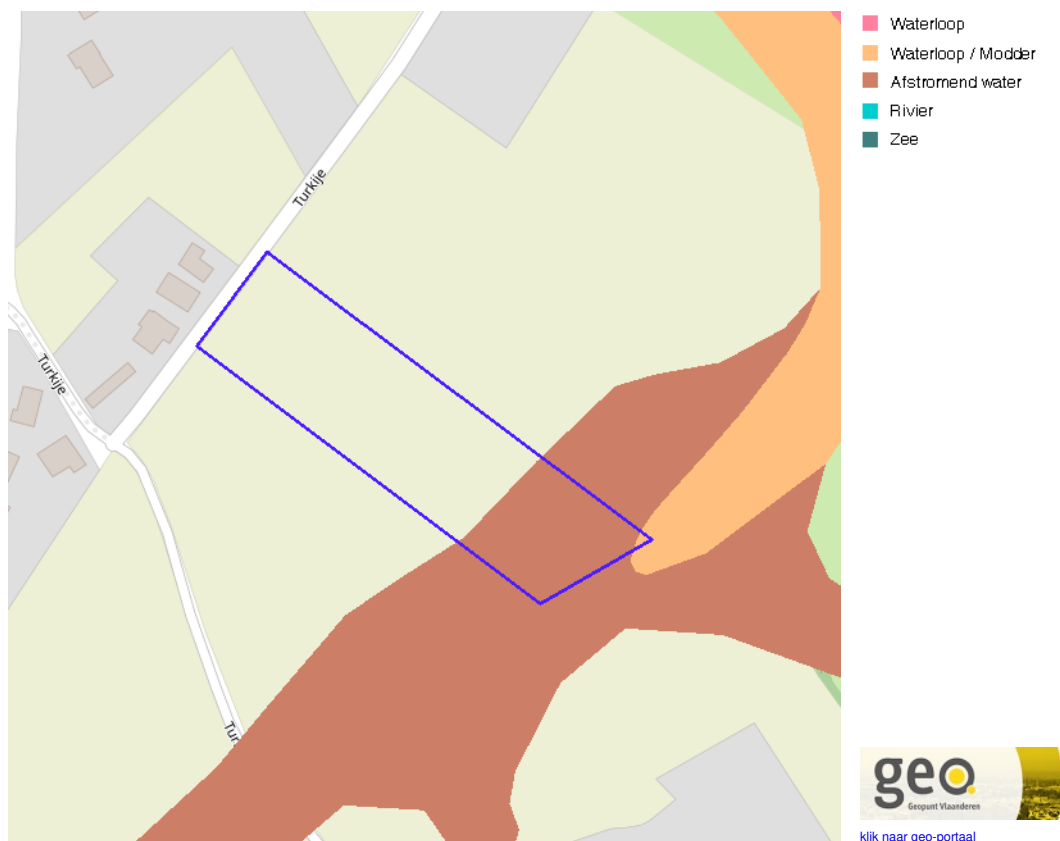 Waterloop
Waterloop / Modder
Afstromend water
Rivier
Zee
Turkije
Turkije
Tur
geo
Geopunt Vlaanderen
klik naar geo-portaal